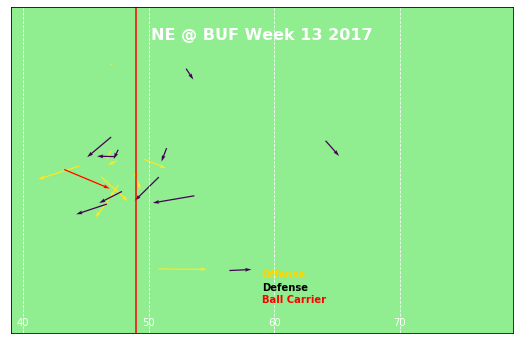 NE @ BUF Week 13 2017
Offense
Defense
Ball Carrier
40 50 60 70